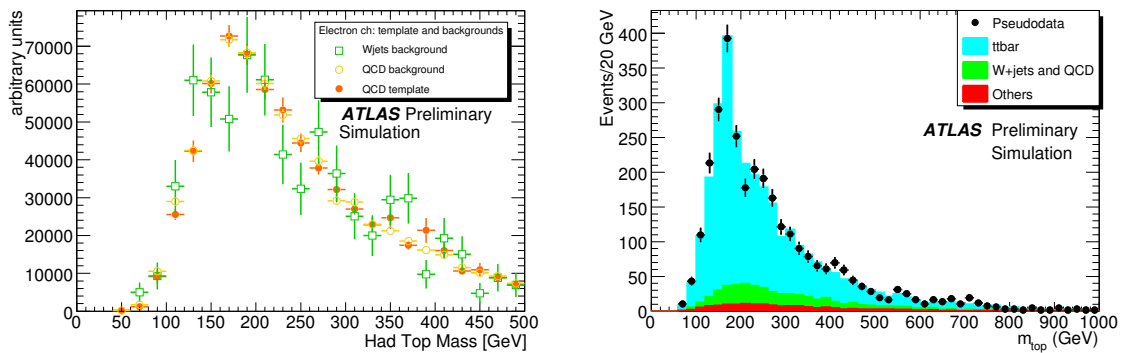 arbitrary units
70000
60000
50000
40000
30000
20000
10000
0
Electron ch: template and backgrounds
Wjets background
QCD background
QCD template
ATLAS Preliminary
Simulation
0 50 100 150 200 250 300 350 400 450 500
Had Top Mass [GeV]
Events/20 GeV
400
350
300
250
200
150
100
50
0
Pseudodata
ttbar
W+jets and QCD
Others
ATLAS Preliminary
Simulation
0 100 200 300 400 500 600 700 800 900 1000
m_top (GeV)